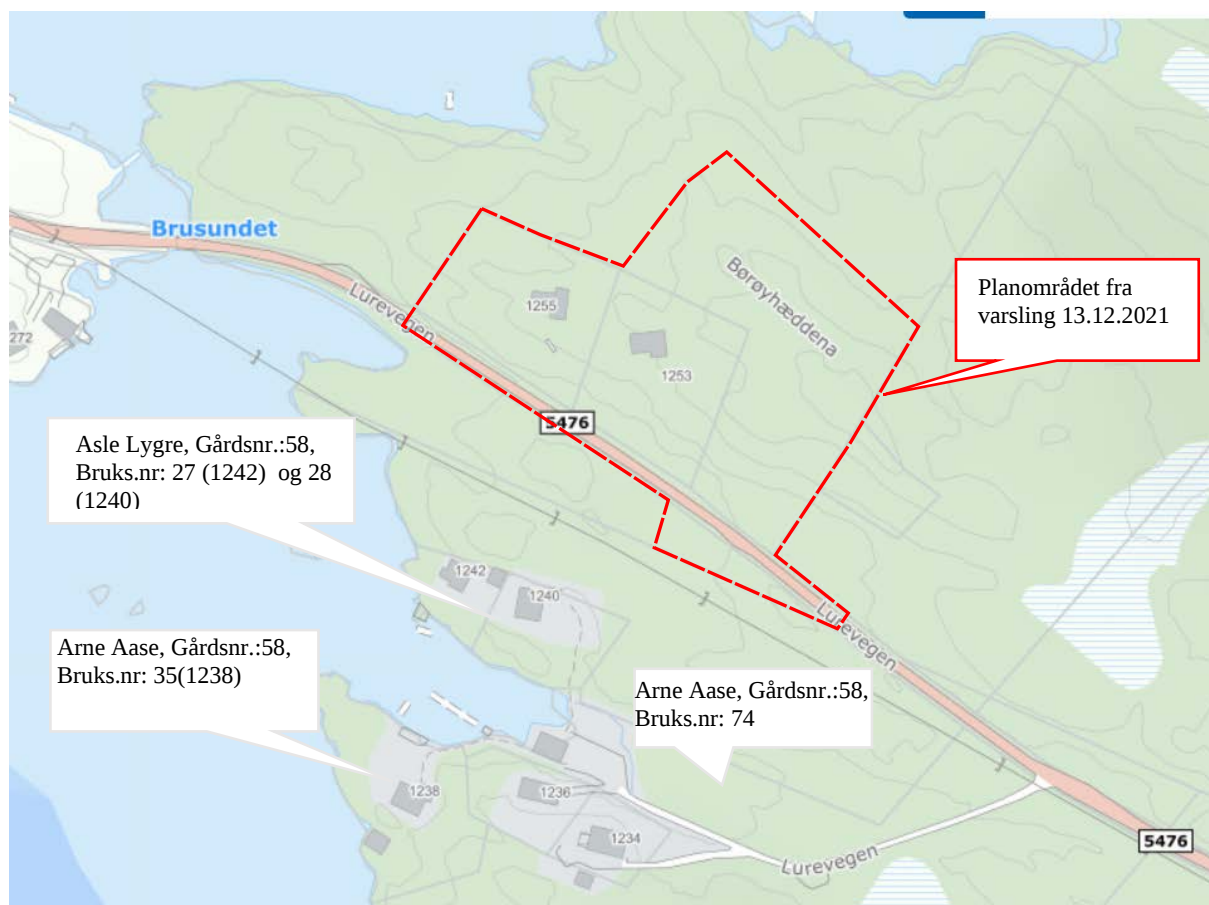 Brusundet
Lurevegen
1255
1253
Børøyhæddena
Planområdet fra
varsling 13.12.2021
272
5476
Asle Lygre, Gårdsnr.:58,
Bruks.nr: 27 (1242) og 28
(1240)
1242
1240
Lurevegen
Arne Aase, Gårdsnr.:58,
Bruks.nr: 35(1238)
Arne Aase, Gårdsnr.:58,
Bruks.nr: 74
1238
1236
1234
Lurevegen
5476